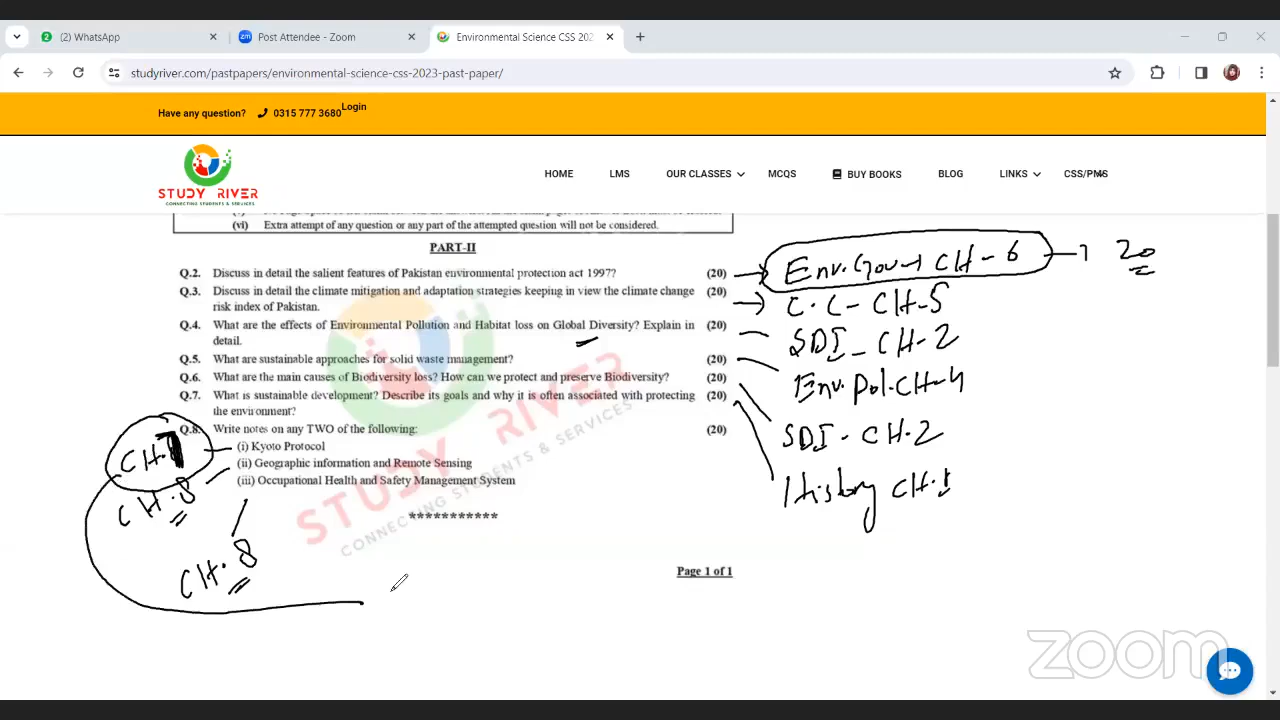 (2) WhatsApp
Post Attendee - Zoom
Environmental Science CSS 202
studyriver.com/pastpapers/environmental-science-css-2023-past-paper/
Have any question? 0315 777 3680 Login
STUDY RIVER
CONNECTING STUDENTS & SERVICES
HOME LMS OUR CLASSES MCQS BUY BOOKS BLOG LINKS CSS/PMS
(vi) Extra attempt of any question or any part of the attempted question will not be considered.
PART-II
Q.2. Discuss in detail the salient features of Pakistan environmental protection act 1997? (20)
Q.3. Discuss in detail the climate mitigation and adaptation strategies keeping in view the climate change (20)
risk index of Pakistan.
Q.4. What are the effects of Environmental Pollution and Habitat loss on Global Diversity? Explain in (20)
detail.
Q.5. What are sustainable approaches for solid waste management? (20)
Q.6. What are the main causes of Biodiversity loss? How can we protect and preserve Biodiversity? (20)
Q.7. What is sustainable development? Describe its goals and why it is often associated with protecting (20)
the environment?
Q.8. Write notes on any TWO of the following: (20)
(i) Kyoto Protocol
(ii) Geographic information and Remote Sensing
(iii) Occupational Health and Safety Management System
***********
Page 1 of 1
STUDY RIVER
CONNECTING STUDENTS & SERVICES
CH-6 20
C.C - CH-5
SDI - CH-2
Env. Pol. CH-4
SDI - CH.2
History CH.1
CH.7
CH.8
CH.8
zoom